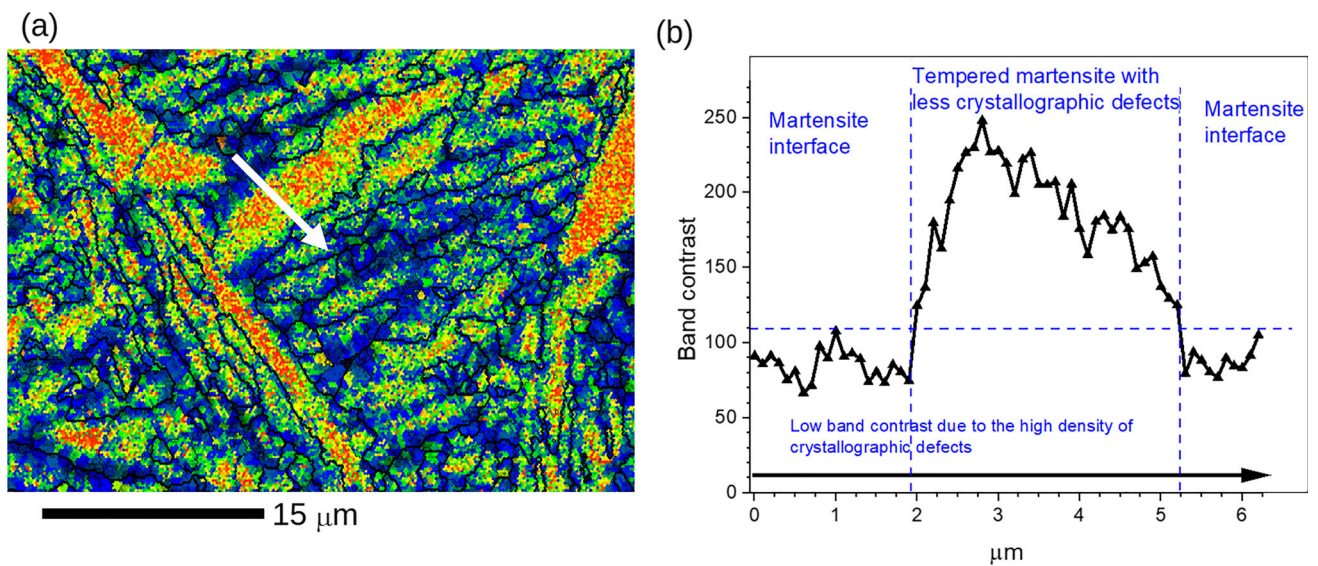 (a)
15 μm
(b)
Tempered martensite with
less crystallographic defects
Martensite
interface
Martensite
interface
Low band contrast due to the high density of
crystallographic defects
Band contrast
250
200
150
100
50
0
0 1 2 3 4 5 6
μm